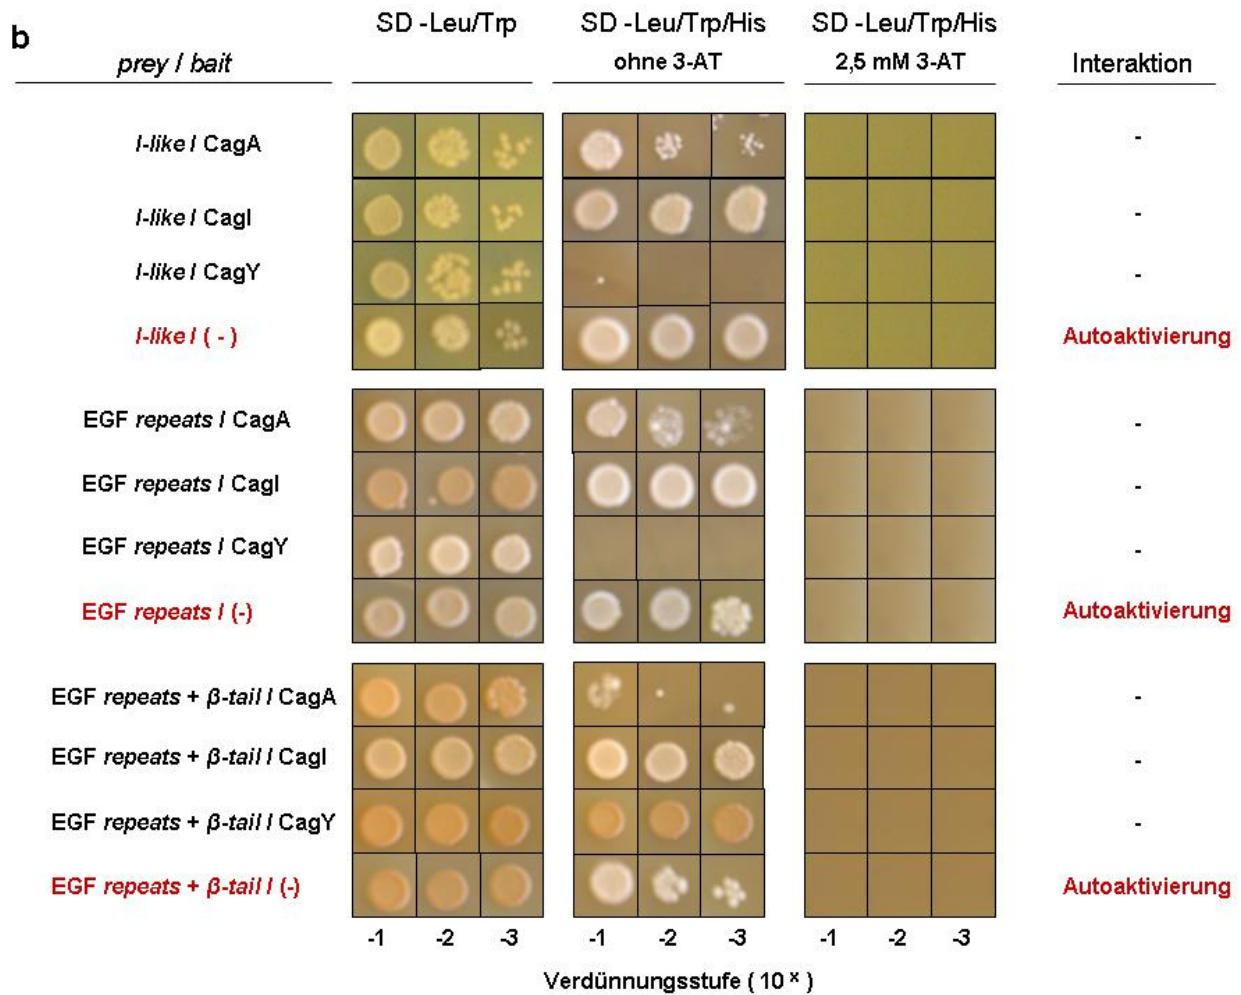 b
prey / bait
SD -Leu/Trp
SD -Leu/Trp/His
ohne 3-AT
SD -Leu/Trp/His
2,5 mM 3-AT
Interaktion
I-like / CagA -
I-like / CagI -
I-like / CagY -
I-like / ( - ) Autoaktivierung
EGF repeats / CagA -
EGF repeats / CagI -
EGF repeats / CagY -
EGF repeats / (-) Autoaktivierung
EGF repeats + β-tail / CagA -
EGF repeats + β-tail / CagI -
EGF repeats + β-tail / CagY -
EGF repeats + β-tail / (-) Autoaktivierung
-1 -2 -3 -1 -2 -3 -1 -2 -3
Verdünnungsstufe ( 10 ˣ )